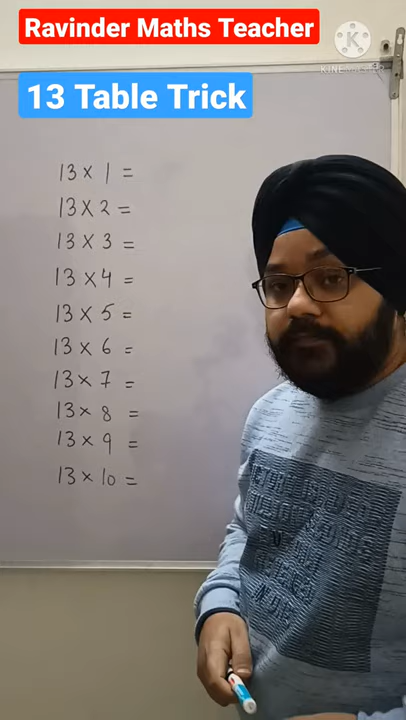 Ravinder Maths Teacher
13 Table Trick
13 × 1 =
13 × 2 =
13 × 3 =
13 × 4 =
13 × 5 =
13 × 6 =
13 × 7 =
13 × 8 =
13 × 9 =
13 × 10 =